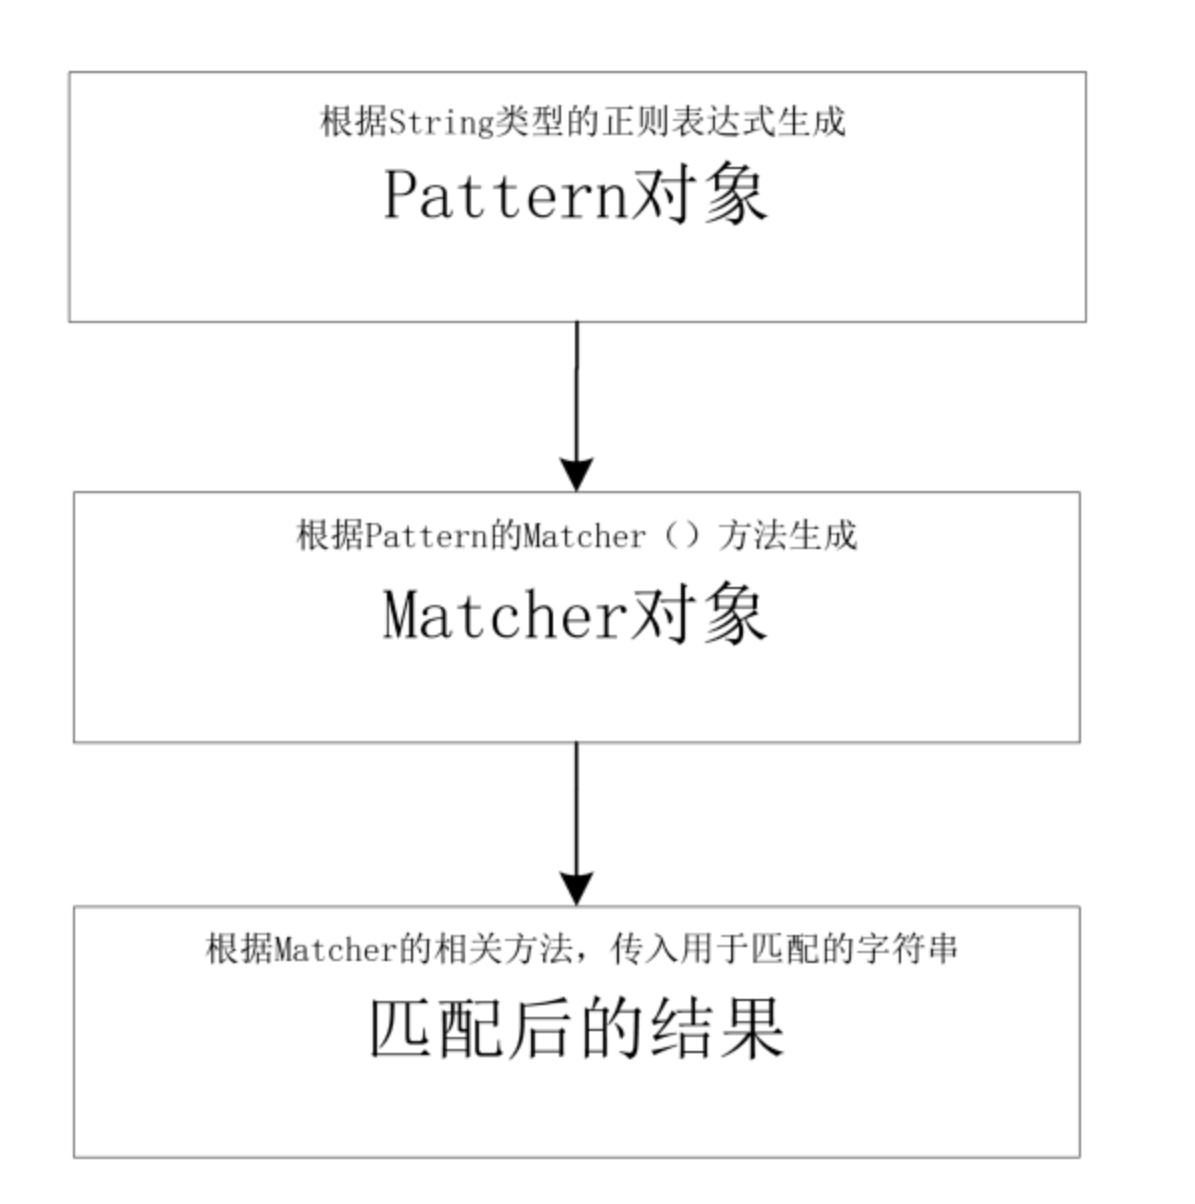 根据String类型的正则表达式生成
Pattern对象
根据Pattern的Matcher（）方法生成
Matcher对象
根据Matcher的相关方法，传入用于匹配的字符串
匹配后的结果